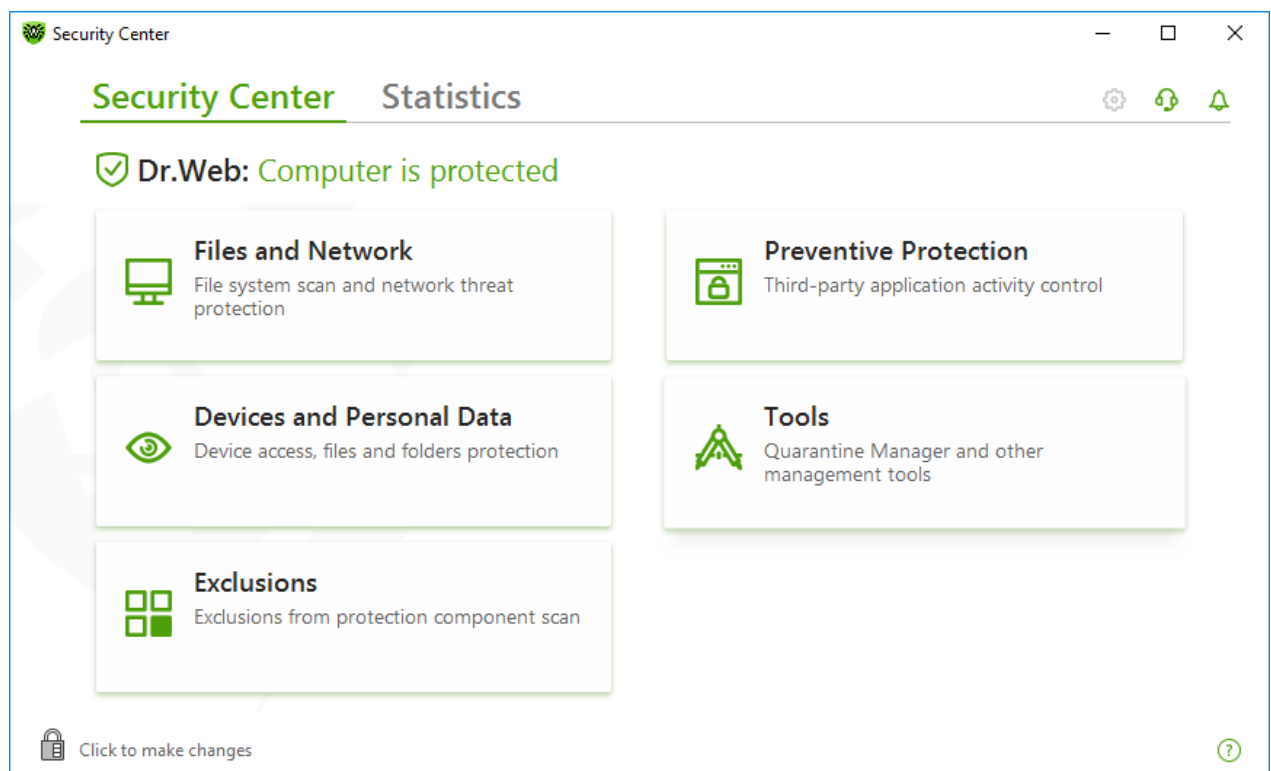 Security Center
Security Center
Statistics
Dr.Web: Computer is protected
Files and Network
File system scan and network threat
protection
Preventive Protection
Third-party application activity control
Devices and Personal Data
Device access, files and folders protection
Tools
Quarantine Manager and other
management tools
Exclusions
Exclusions from protection component scan
Click to make changes
?